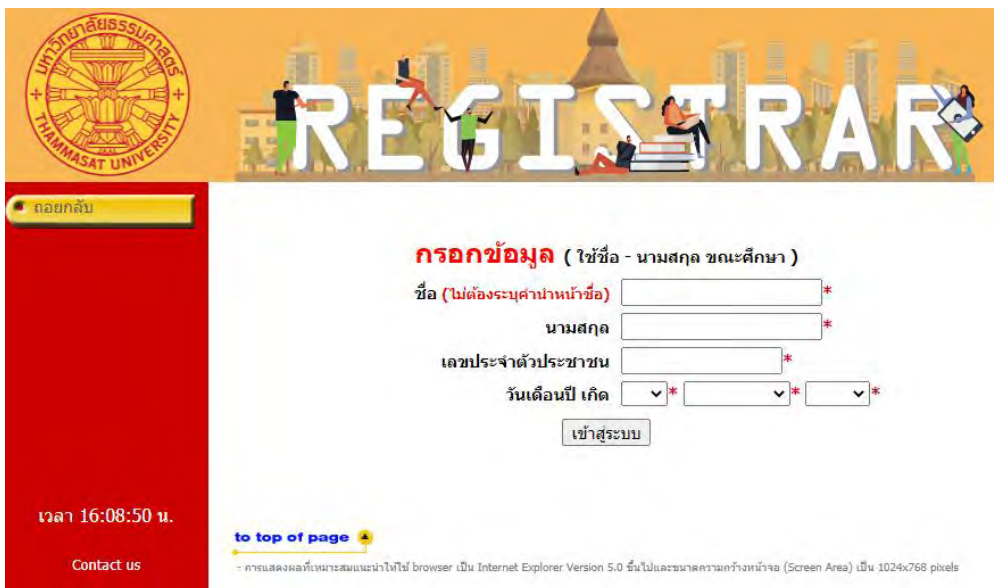 มหาวิทยาลัยธรรมศาสตร์
THAMMASAT UNIVERSITY
REGISTRAR
ถอยกลับ
กรอกข้อมูล ( ใช้ชื่อ - นามสกุล ขณะศึกษา )
ชื่อ (ไม่ต้องระบุคำนำหน้าชื่อ) *
นามสกุล *
เลขประจำตัวประชาชน *
วันเดือนปี เกิด * * *
เข้าสู่ระบบ
เวลา 16:08:50 น.
to top of page
Contact us
- การแสดงผลที่เหมาะสมแนะนำให้ใช้ browser เป็น Internet Explorer Version 5.0 ขึ้นไปและขนาดความกว้างหน้าจอ (Screen Area) เป็น 1024x768 pixels